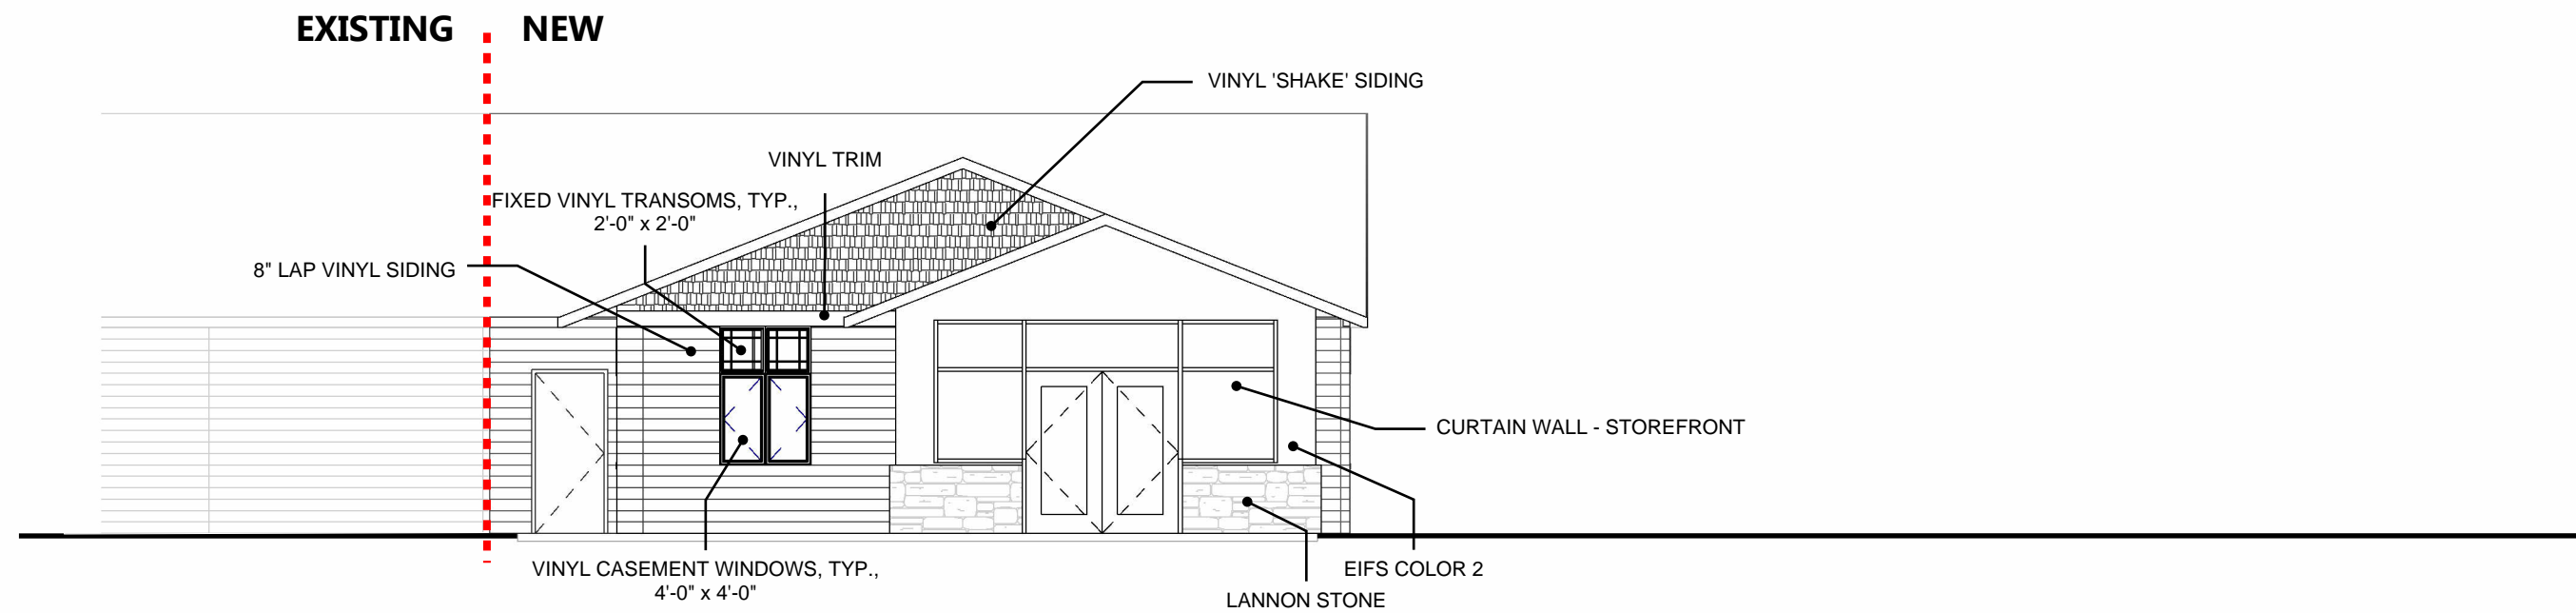 EXISTING NEW
VINYL 'SHAKE' SIDING
VINYL TRIM
FIXED VINYL TRANSOMS, TYP.,
2'-0" x 2'-0"
8" LAP VINYL SIDING
CURTAIN WALL - STOREFRONT
VINYL CASEMENT WINDOWS, TYP.,
4'-0" x 4'-0"
EIFS COLOR 2
LANNON STONE